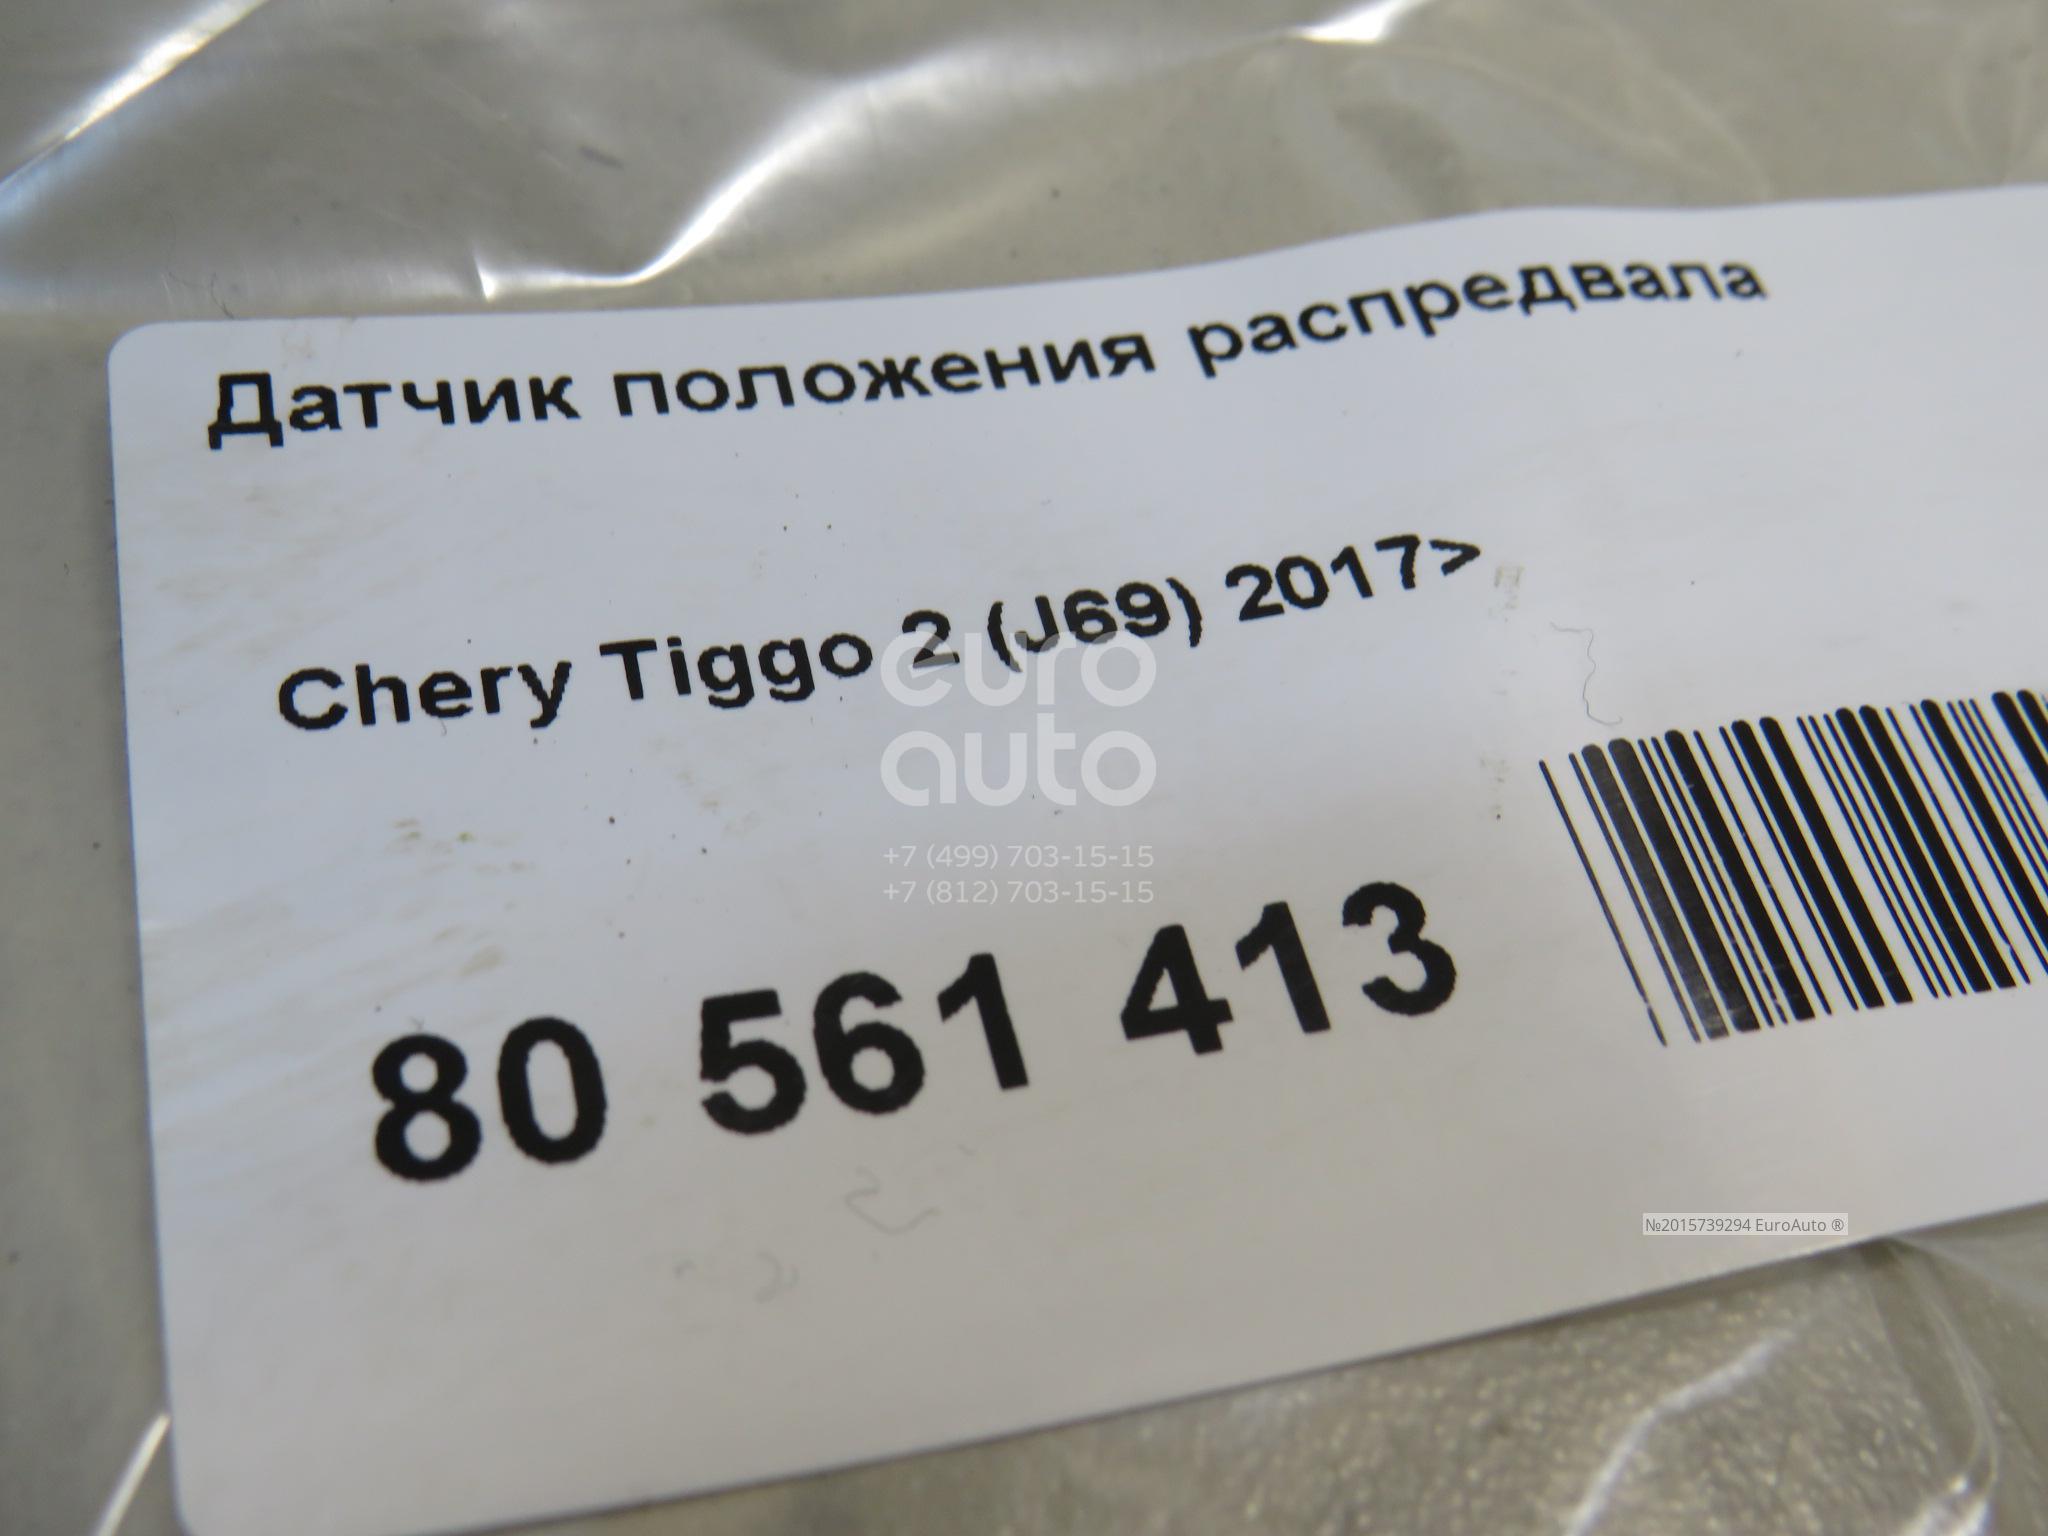 Датчик положения распредвала
Chery Tiggo 2 (J69) 2017>
euro
auto
+7 (499) 703-15-15
+7 (812) 703-15-15
80 561 413
№2015739294 EuroAuto ®